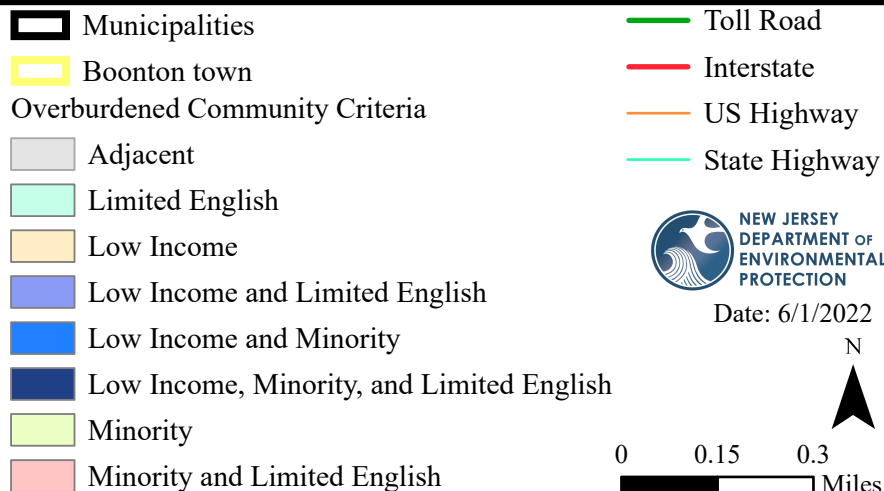 Municipalities
Boonton town
Overburdened Community Criteria
Adjacent
Limited English
Low Income
Low Income and Limited English
Low Income and Minority
Low Income, Minority, and Limited English
Minority
Minority and Limited English
Toll Road
Interstate
US Highway
State Highway
NEW JERSEY
DEPARTMENT OF
ENVIRONMENTAL
PROTECTION
Date: 6/1/2022
N
0 0.15 0.3
Miles